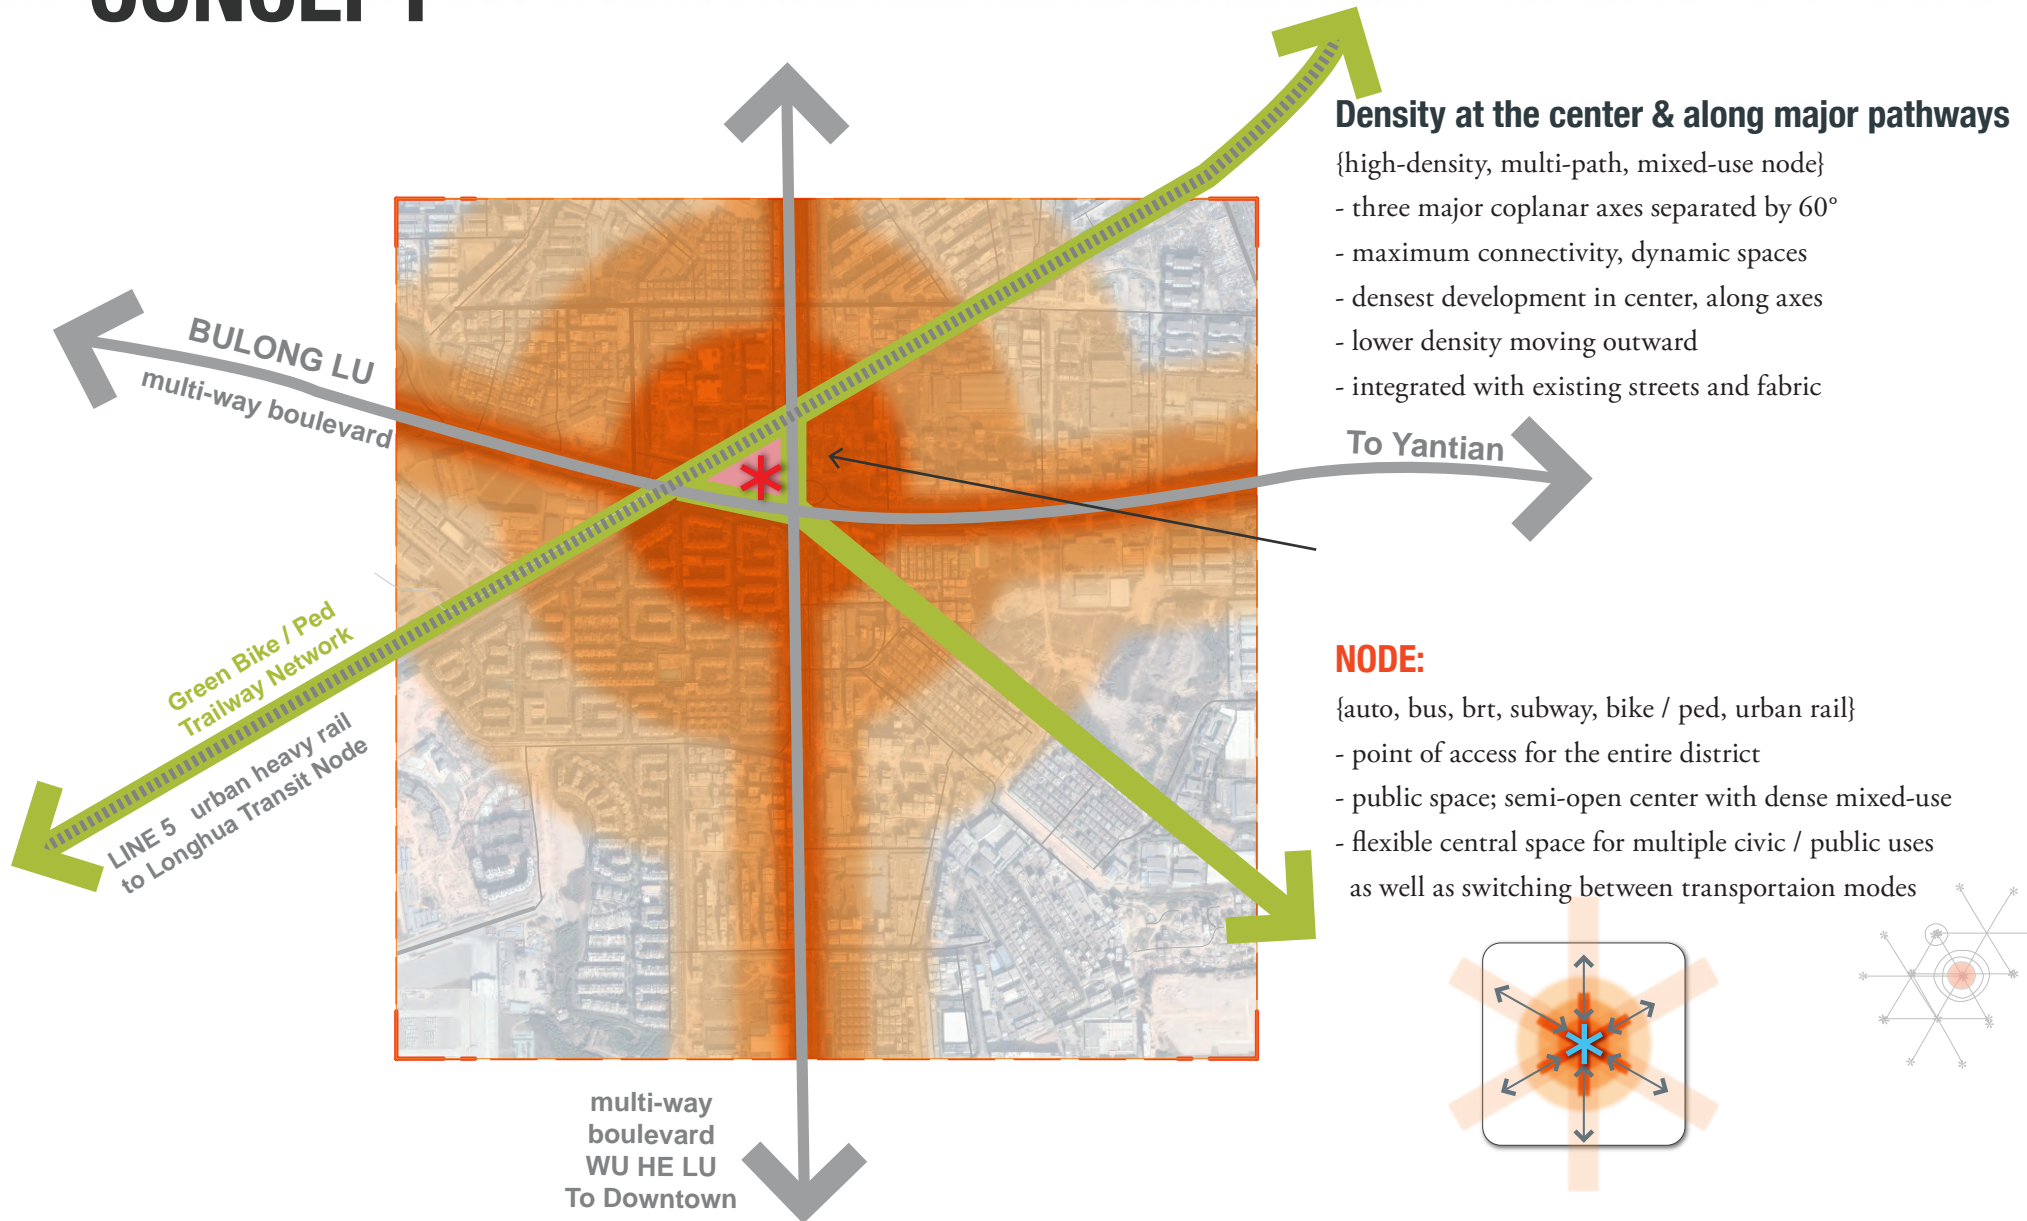 CONCEPT
Density at the center & along major pathways
{high-density, multi-path, mixed-use node}
- three major coplanar axes separated by 60°
- maximum connectivity, dynamic spaces
- densest development in center, along axes
- lower density moving outward
- integrated with existing streets and fabric
BULONG LU
multi-way boulevard
To Yantian
Green Bike / Ped
Trailway Network
LINE 5 urban heavy rail
to Longhua Transit Node
NODE:
{auto, bus, brt, subway, bike / ped, urban rail}
- point of access for the entire district
- public space; semi-open center with dense mixed-use
- flexible central space for multiple civic / public uses
as well as switching between transportaion modes
multi-way
boulevard
WU HE LU
To Downtown